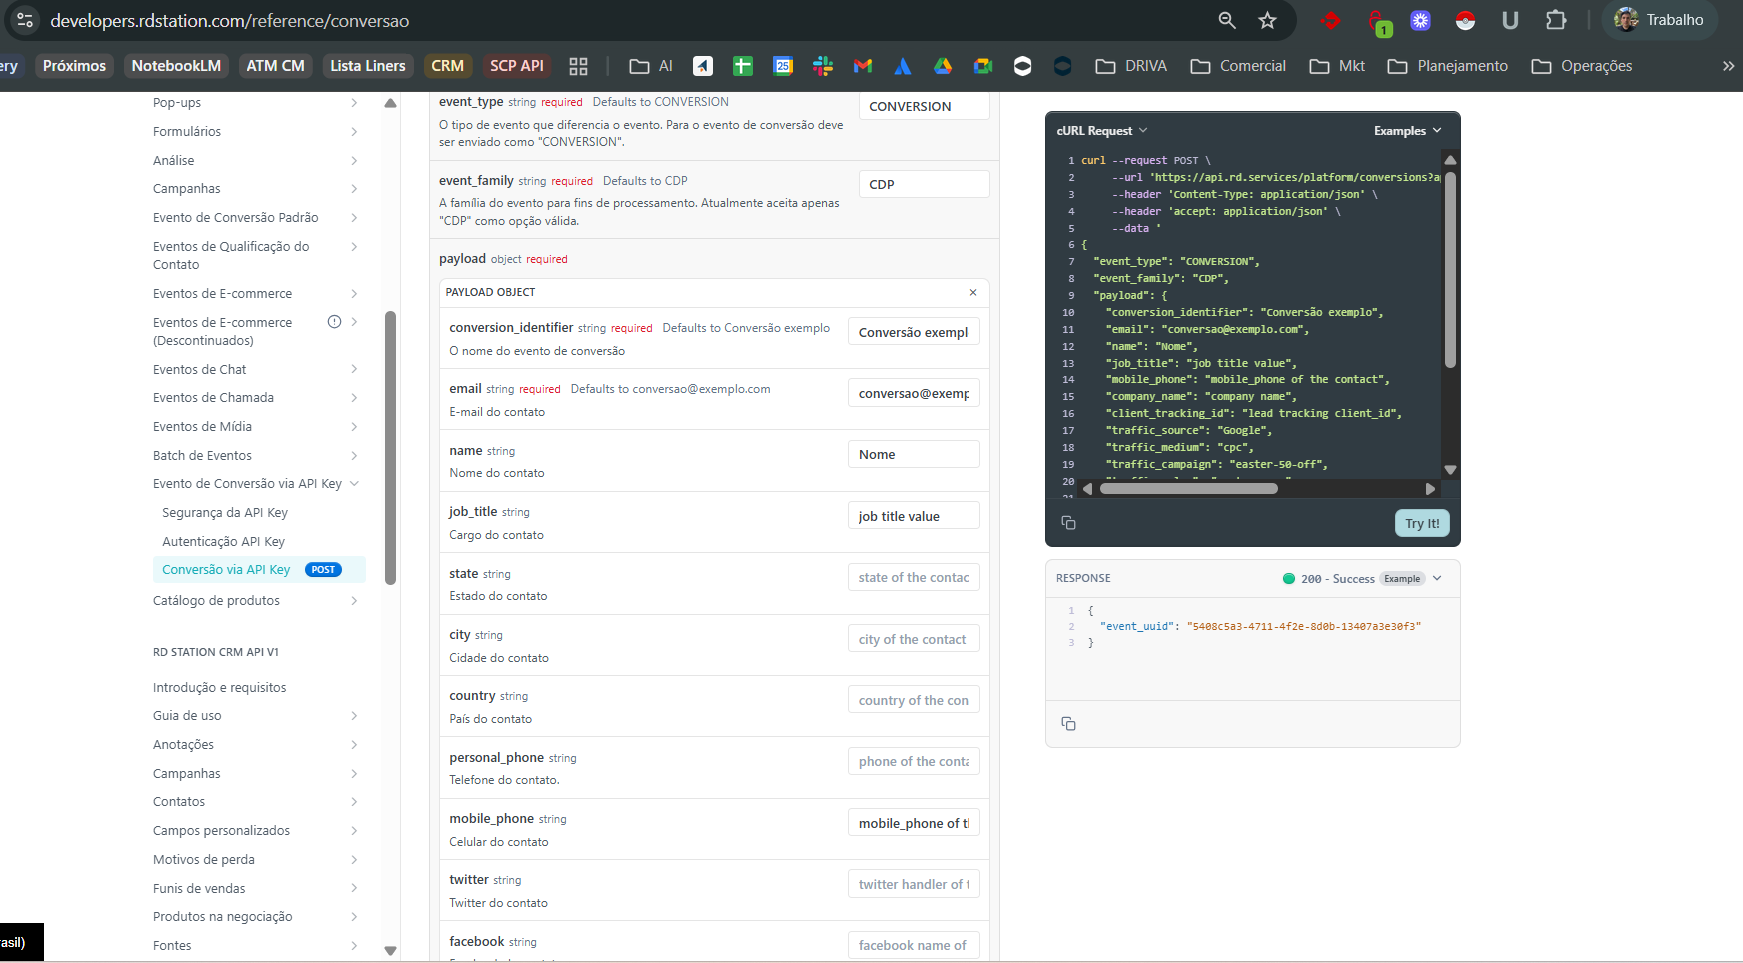 developers.rdstation.com/reference/conversao
1
Trabalho
ery
Próximos
NotebookLM
ATM CM
Lista Liners
CRM
SCP API
AI
25
DRIVA
Comercial
Mkt
Planejamento
Operações
Pop-ups
Formulários
Análise
Campanhas
Evento de Conversão Padrão
Eventos de Qualificação do
Contato
Eventos de E-commerce
Eventos de E-commerce
(Descontinuados)
Eventos de Chat
Eventos de Chamada
Eventos de Mídia
Batch de Eventos
Evento de Conversão via API Key
Segurança da API Key
Autenticação API Key
Conversão via API Key POST
Catálogo de produtos
RD STATION CRM API V1
Introdução e requisitos
Guia de uso
Anotações
Campanhas
Contatos
Campos personalizados
Motivos de perda
Funis de vendas
Produtos na negociação
Fontes
rasil)
event_type string required Defaults to CONVERSION
CONVERSION
O tipo de evento que diferencia o evento. Para o evento de conversão deve
ser enviado como "CONVERSION".
event_family string required Defaults to CDP
CDP
A família do evento para fins de processamento. Atualmente aceita apenas
"CDP" como opção válida.
payload object required
PAYLOAD OBJECT
conversion_identifier string required Defaults to Conversão exemplo
Conversão exempl
O nome do evento de conversão
email string required Defaults to conversao@exemplo.com
conversao@exemp
E-mail do contato
name string
Nome
Nome do contato
job_title string
job title value
Cargo do contato
state string
state of the contac
Estado do contato
city string
city of the contact
Cidade do contato
country string
country of the con
País do contato
personal_phone string
phone of the conta
Telefone do contato.
mobile_phone string
mobile_phone of tl
Celular do contato
twitter string
twitter handler of t
Twitter do contato
facebook string
facebook name of
cURL Request
Examples
1 curl --request POST \
2 --url 'https://api.rd.services/platform/conversions?a
3 --header 'Content-Type: application/json' \
4 --header 'accept: application/json' \
5 --data '
6 {
7 "event_type": "CONVERSION",
8 "event_family": "CDP",
9 "payload": {
10 "conversion_identifier": "Conversão exemplo",
11 "email": "conversao@exemplo.com",
12 "name": "Nome",
13 "job_title": "job title value",
14 "mobile_phone": "mobile_phone of the contact",
15 "company_name": "company name",
16 "client_tracking_id": "lead tracking client_id",
17 "traffic_source": "Google",
18 "traffic_medium": "cpc",
19 "traffic_campaign": "easter-50-off",
20
Try It!
RESPONSE
200 - Success Example
1 {
2 "event_uuid": "5408c5a3-4711-4f2e-8d0b-13407a3e30f3"
3 }